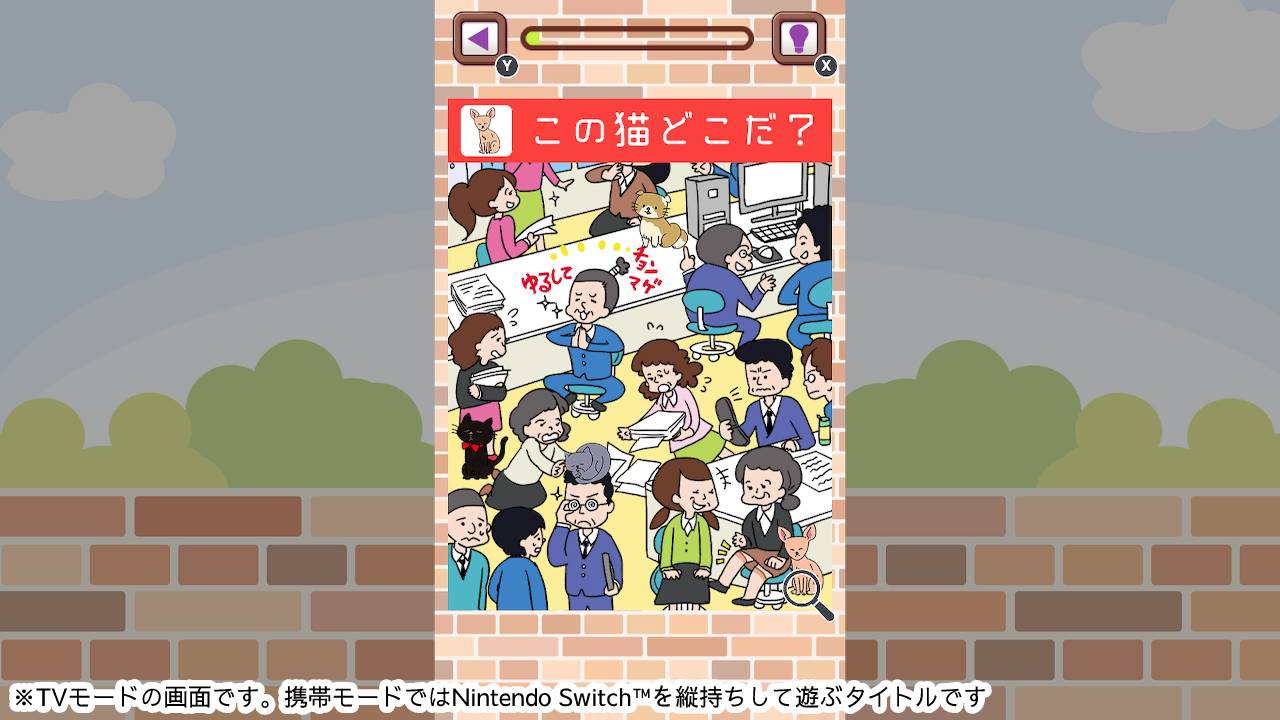 Y
X
この猫どこだ？
ゆるして
チョン
マゲ
※TVモードの画面です。携帯モードではNintendo Switch™を縦持ちして遊ぶタイトルです